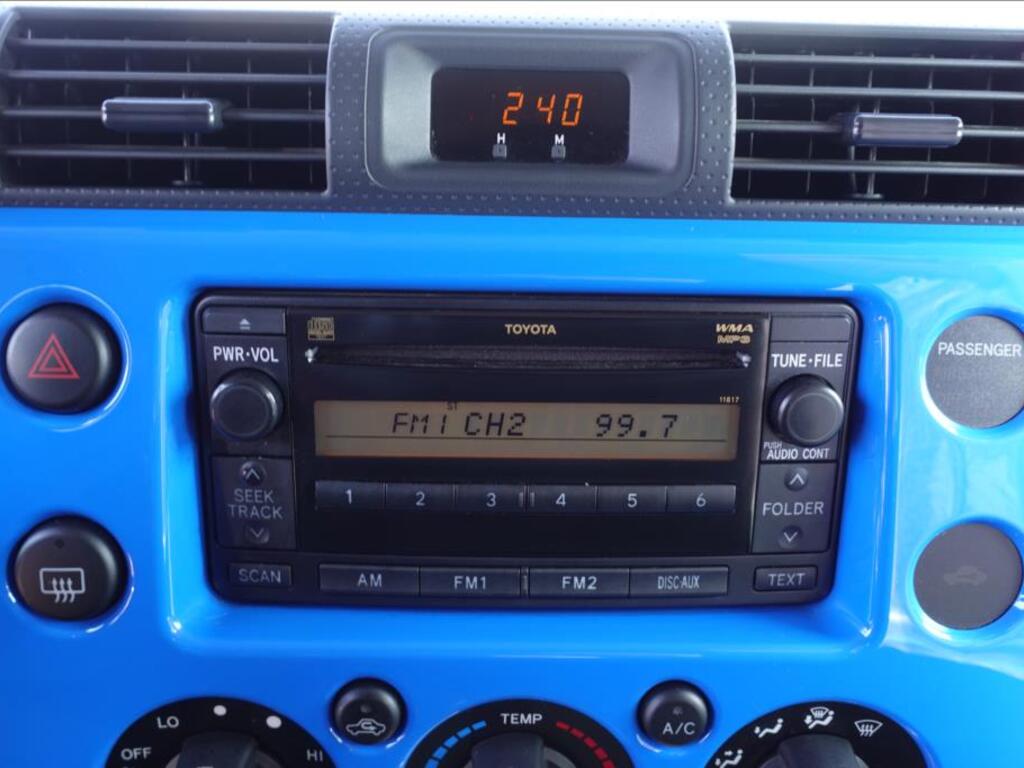 240
H M
TOYOTA
WMA
MP3
PWR·VOL
TUNE·FILE
PASSENGER
11817
ST
FM1 CH2 99.7
PUSH
AUDIO CONT
SEEK
TRACK
1 2 3 4 5 6
FOLDER
SCAN
AM FM1 FM2 DISC·AUX
TEXT
LO
OFF
HI
TEMP
A/C